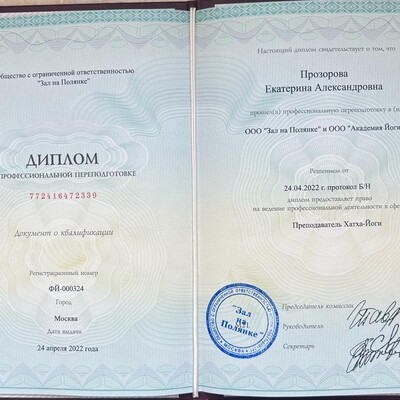 бщество с ограниченной ответственностью
"Зал на Полянке"
ДИПЛОМ
ПРОФЕССИОНАЛЬНОЙ ПЕРЕПОДГОТОВКЕ
772416472339
Документ о квалификации
Регистрационный номер
ФЙ-000324
Город
Москва
Дата выдачи
24 апреля 2022 года
Настоящий диплом свидетельствует о том, что
Прозорова
Екатерина Александровна
прошел(а) профессиональную переподготовку в (на
ООО "Зал на Полянке" и ООО "Академия Йоги
Решением от
24.04.2022 г. протокол Б/Н
диплом предоставляет право
на ведение профессиональной деятельности в сфе
Преподаватель Хатха-Йоги
Председатель комиссии
Руководитель
Секретарь
"Зал
на
Полянке"